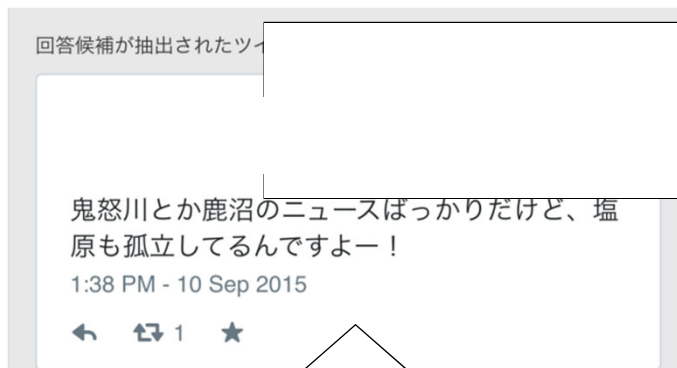 回答候補が抽出されたツイ
鬼怒川とか鹿沼のニュースばっかりだけど、塩
原も孤立してるんですよー！
1:38 PM - 10 Sep 2015
1